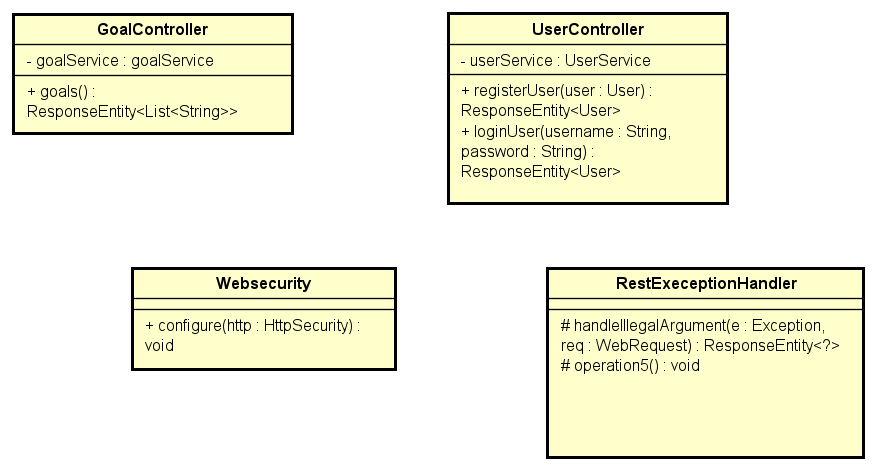 GoalController
- goalService : goalService
+ goals() :
ResponseEntity<List<String>>
UserController
- userService : UserService
+ registerUser(user : User) :
ResponseEntity<User>
+ loginUser(username : String,
password : String) :
ResponseEntity<User>
Websecurity
+ configure(http : HttpSecurity) :
void
RestExeceptionHandler
# handleIllegalArgument(e : Exception,
req : WebRequest) : ResponseEntity<?>
# operation5() : void